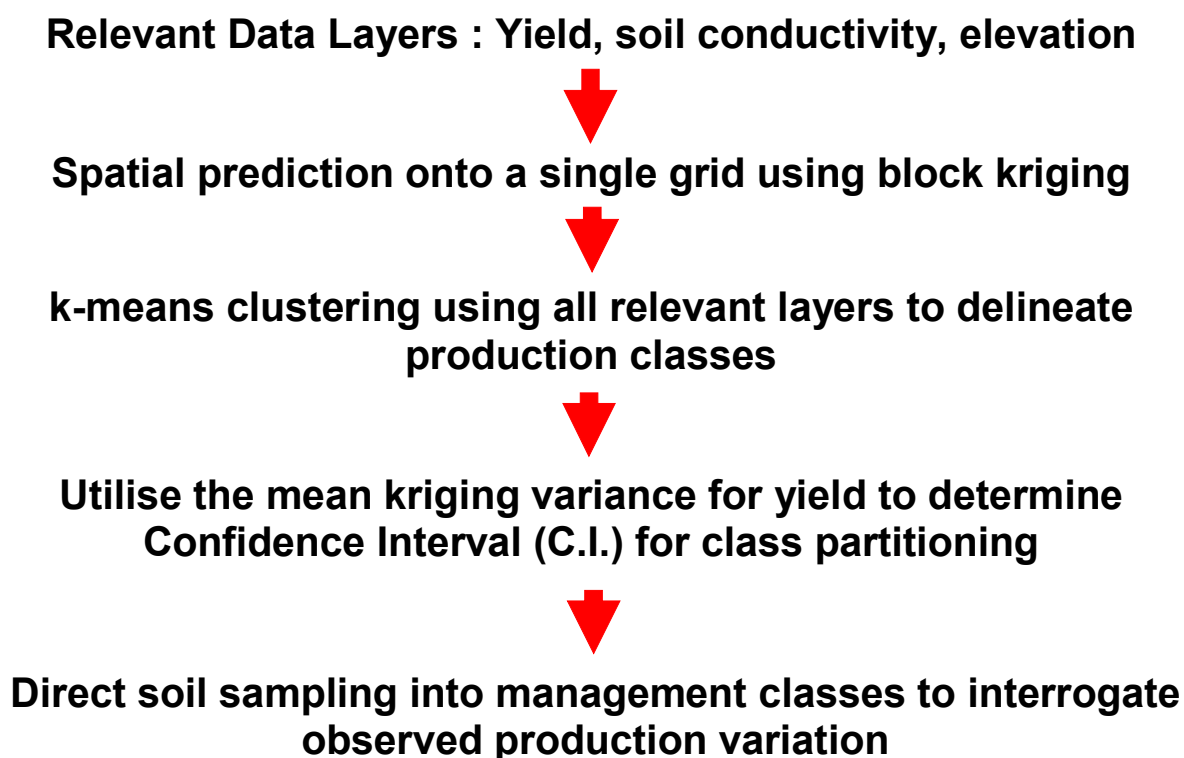 Relevant Data Layers : Yield, soil conductivity, elevation
Spatial prediction onto a single grid using block kriging
k-means clustering using all relevant layers to delineate
production classes
Utilise the mean kriging variance for yield to determine
Confidence Interval (C.I.) for class partitioning
Direct soil sampling into management classes to interrogate
observed production variation